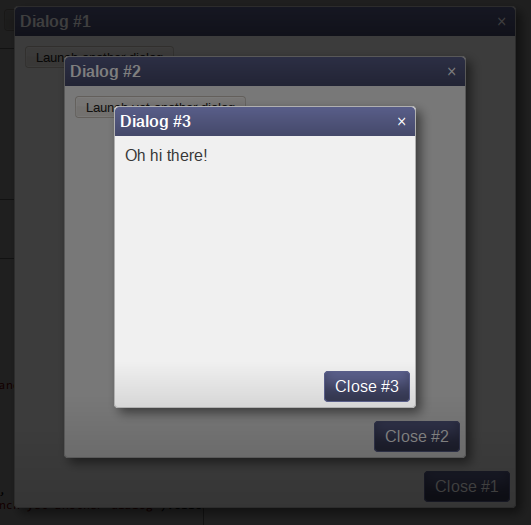 Dialog #1 ×
Launch another dialog
Dialog #2 ×
Launch yet another dialog
Dialog #3 ×
Oh hi there!
Close #3
Close #2
Close #1